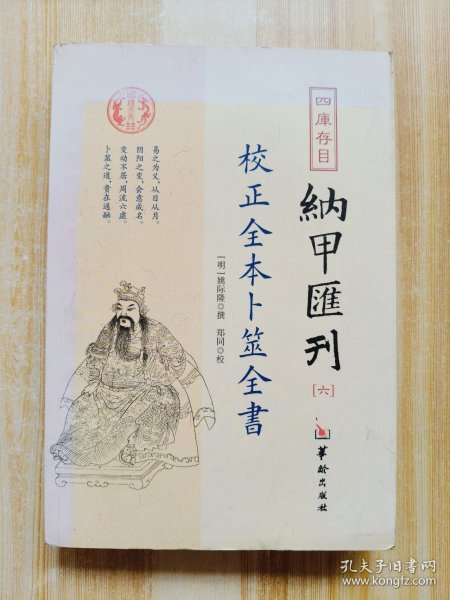 四庫存目
納甲匯刊
[六]
校正全本卜筮全書
[明]姚际隆◎撰 郑同◎校
易之为义，从日从月。
阴阳之变，会意成名。
变动不居，周流六虚。
卜筮之道，贵在通融。
華齡出版社
孔夫子旧书网
www.kongfz.com